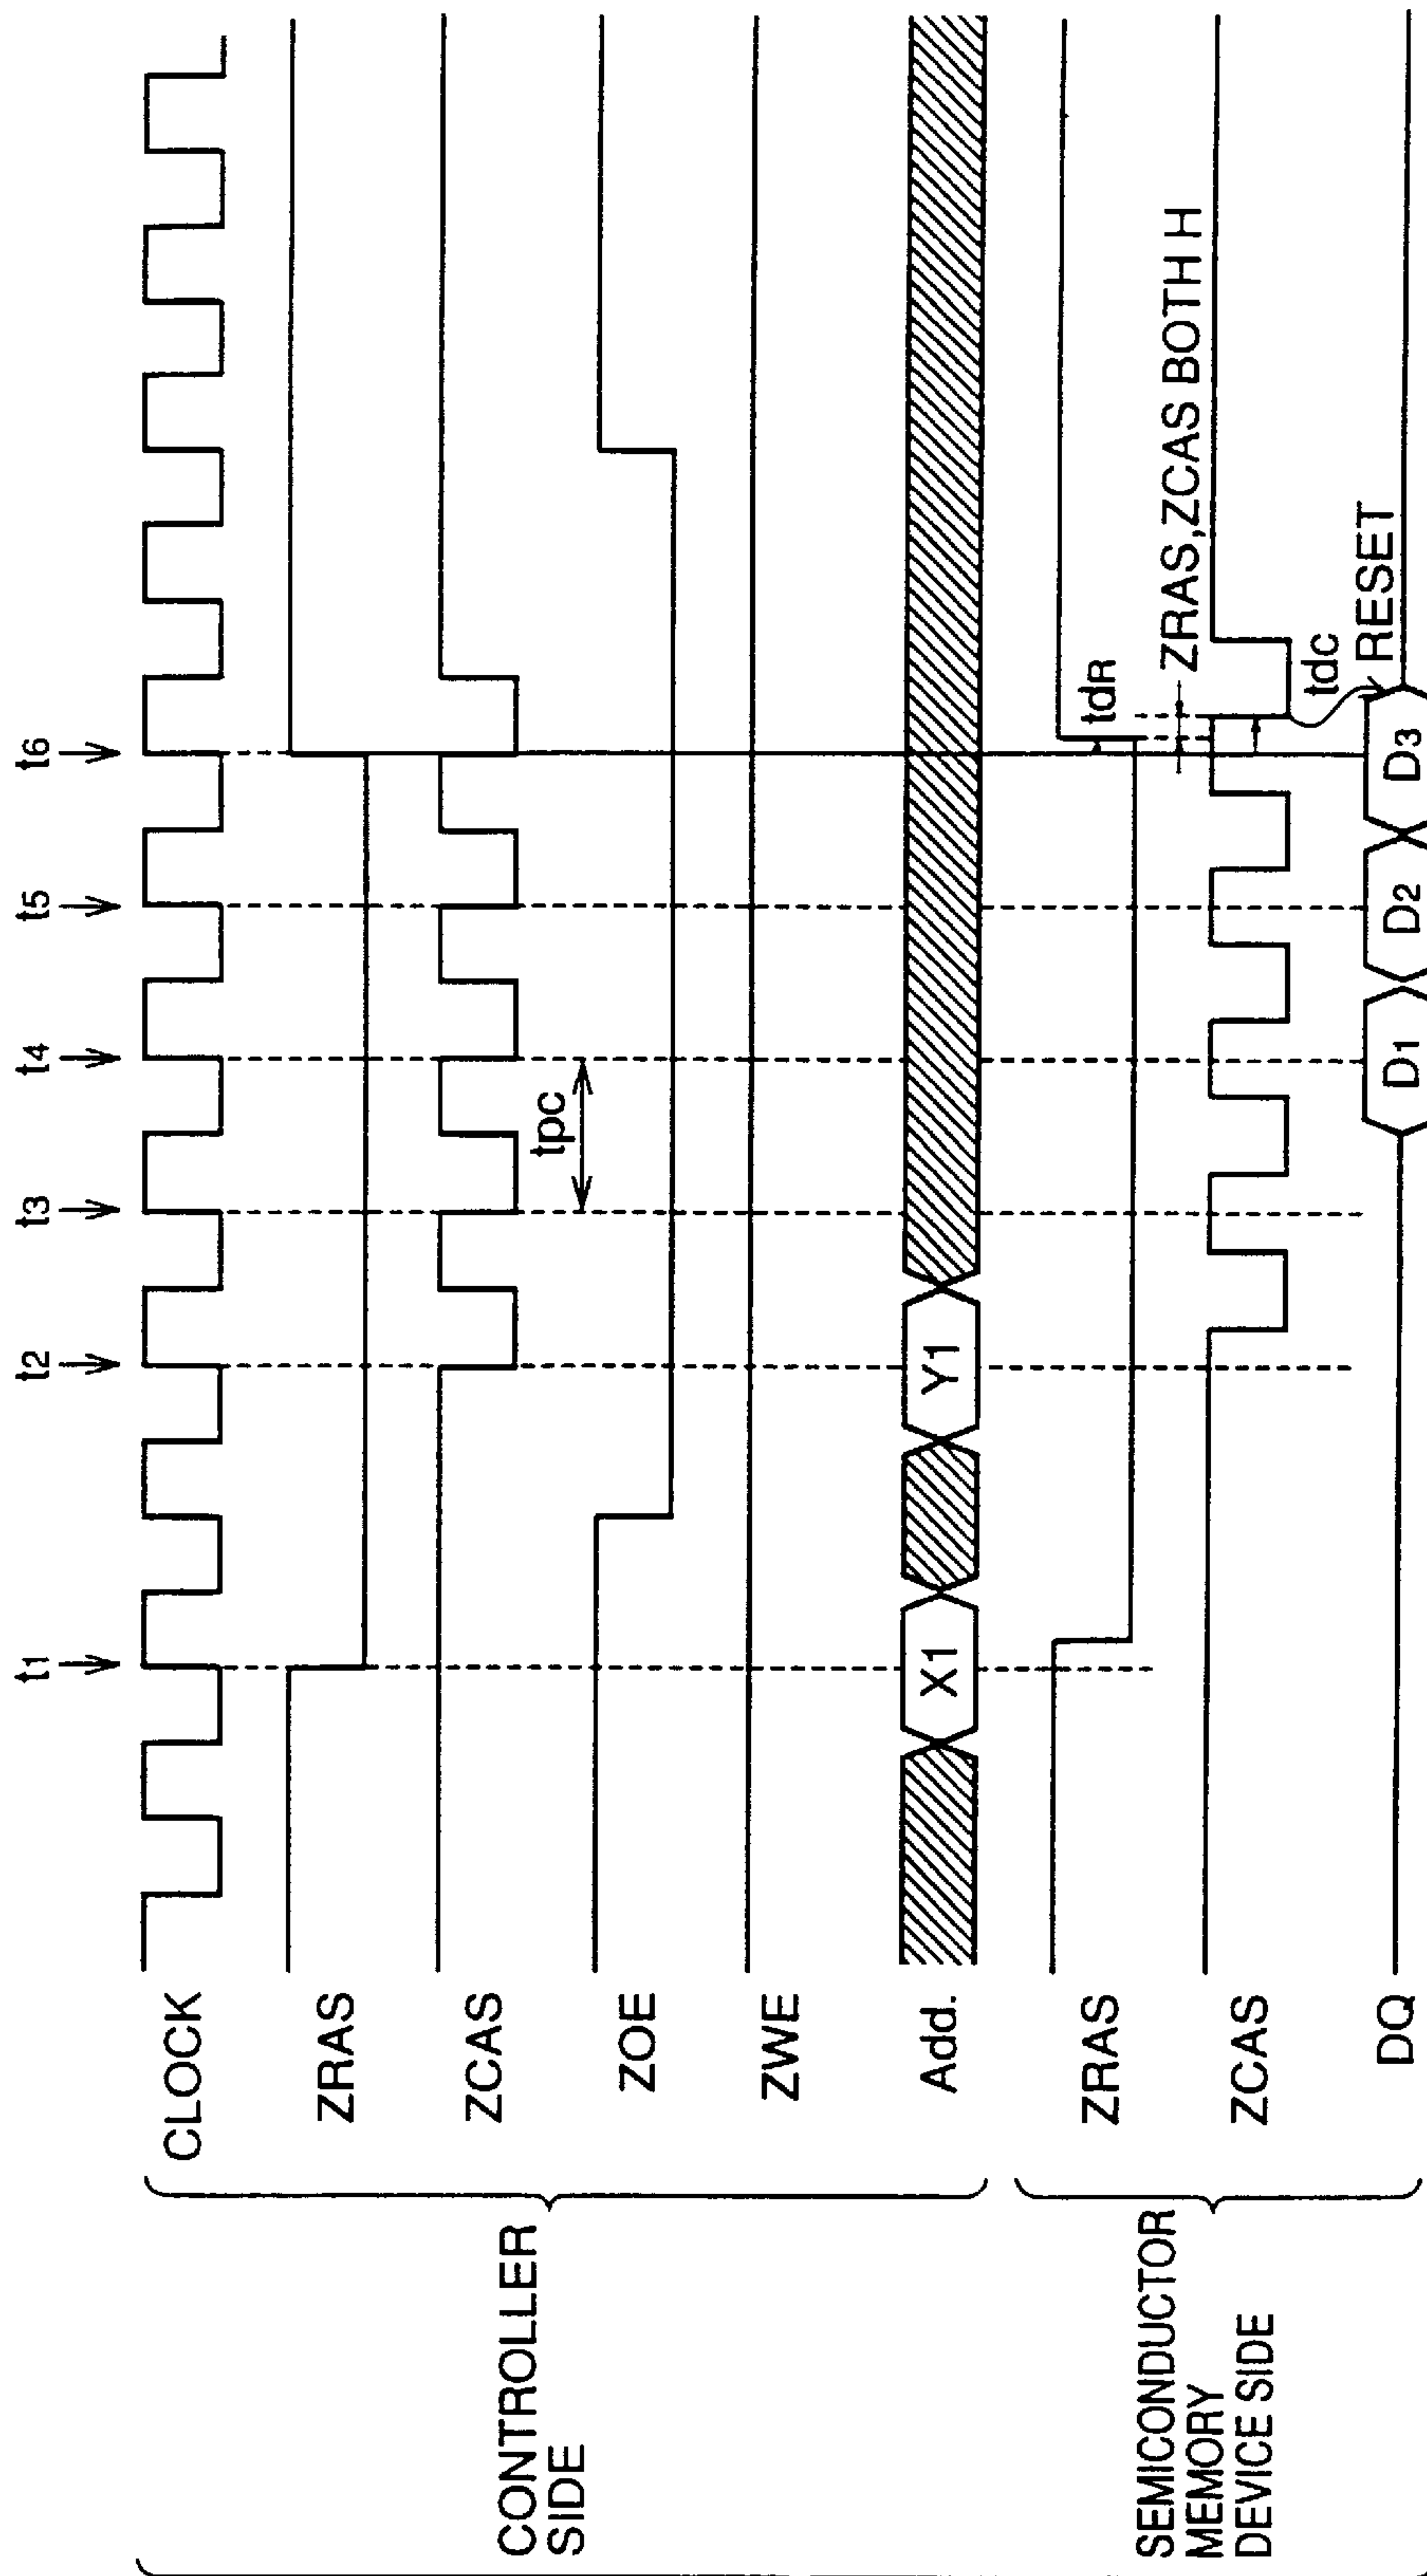 t1
t2
t3
t4
t5
t6
CONTROLLER
SIDE
CLOCK
ZRAS
ZCAS
tPC
ZOE
ZWE
Add.
X1
Y1
SEMICONDUCTOR
MEMORY
DEVICE SIDE
ZRAS
tdR
ZRAS,ZCAS BOTH H
ZCAS
tdC
RESET
DQ
D1
D2
D3